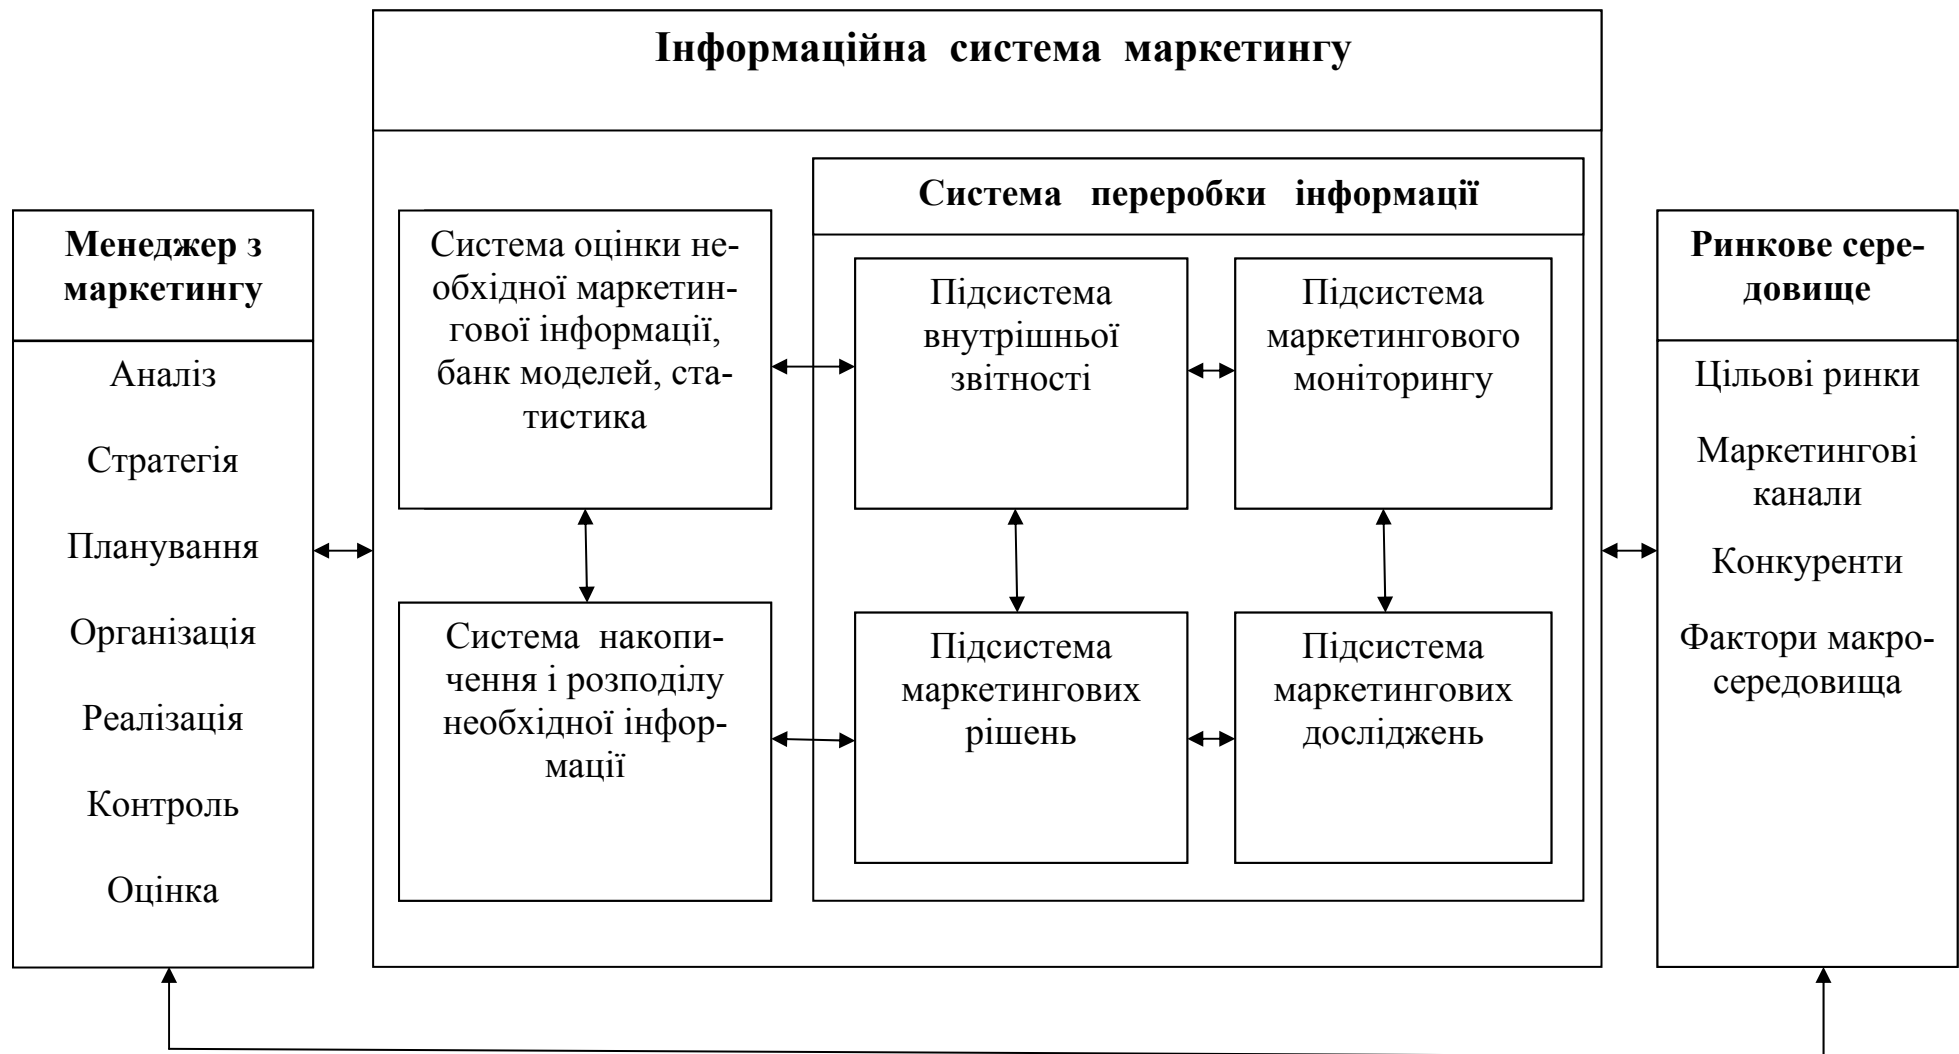 Інформаційна система маркетингу
Менеджер з
маркетингу
Аналіз
Стратегія
Планування
Організація
Реалізація
Контроль
Оцінка
Система оцінки не-
обхідної маркетин-
гової інформації,
банк моделей, ста-
тистика
Система накопи-
чення і розподілу
необхідної інфор-
мації
Система переробки інформації
Підсистема
внутрішньої
звітності
Підсистема
маркетингового
моніторингу
Підсистема
маркетингових
рішень
Підсистема
маркетингових
досліджень
Ринкове сере-
довище
Цільові ринки
Маркетингові
канали
Конкуренти
Фактори макро-
середовища